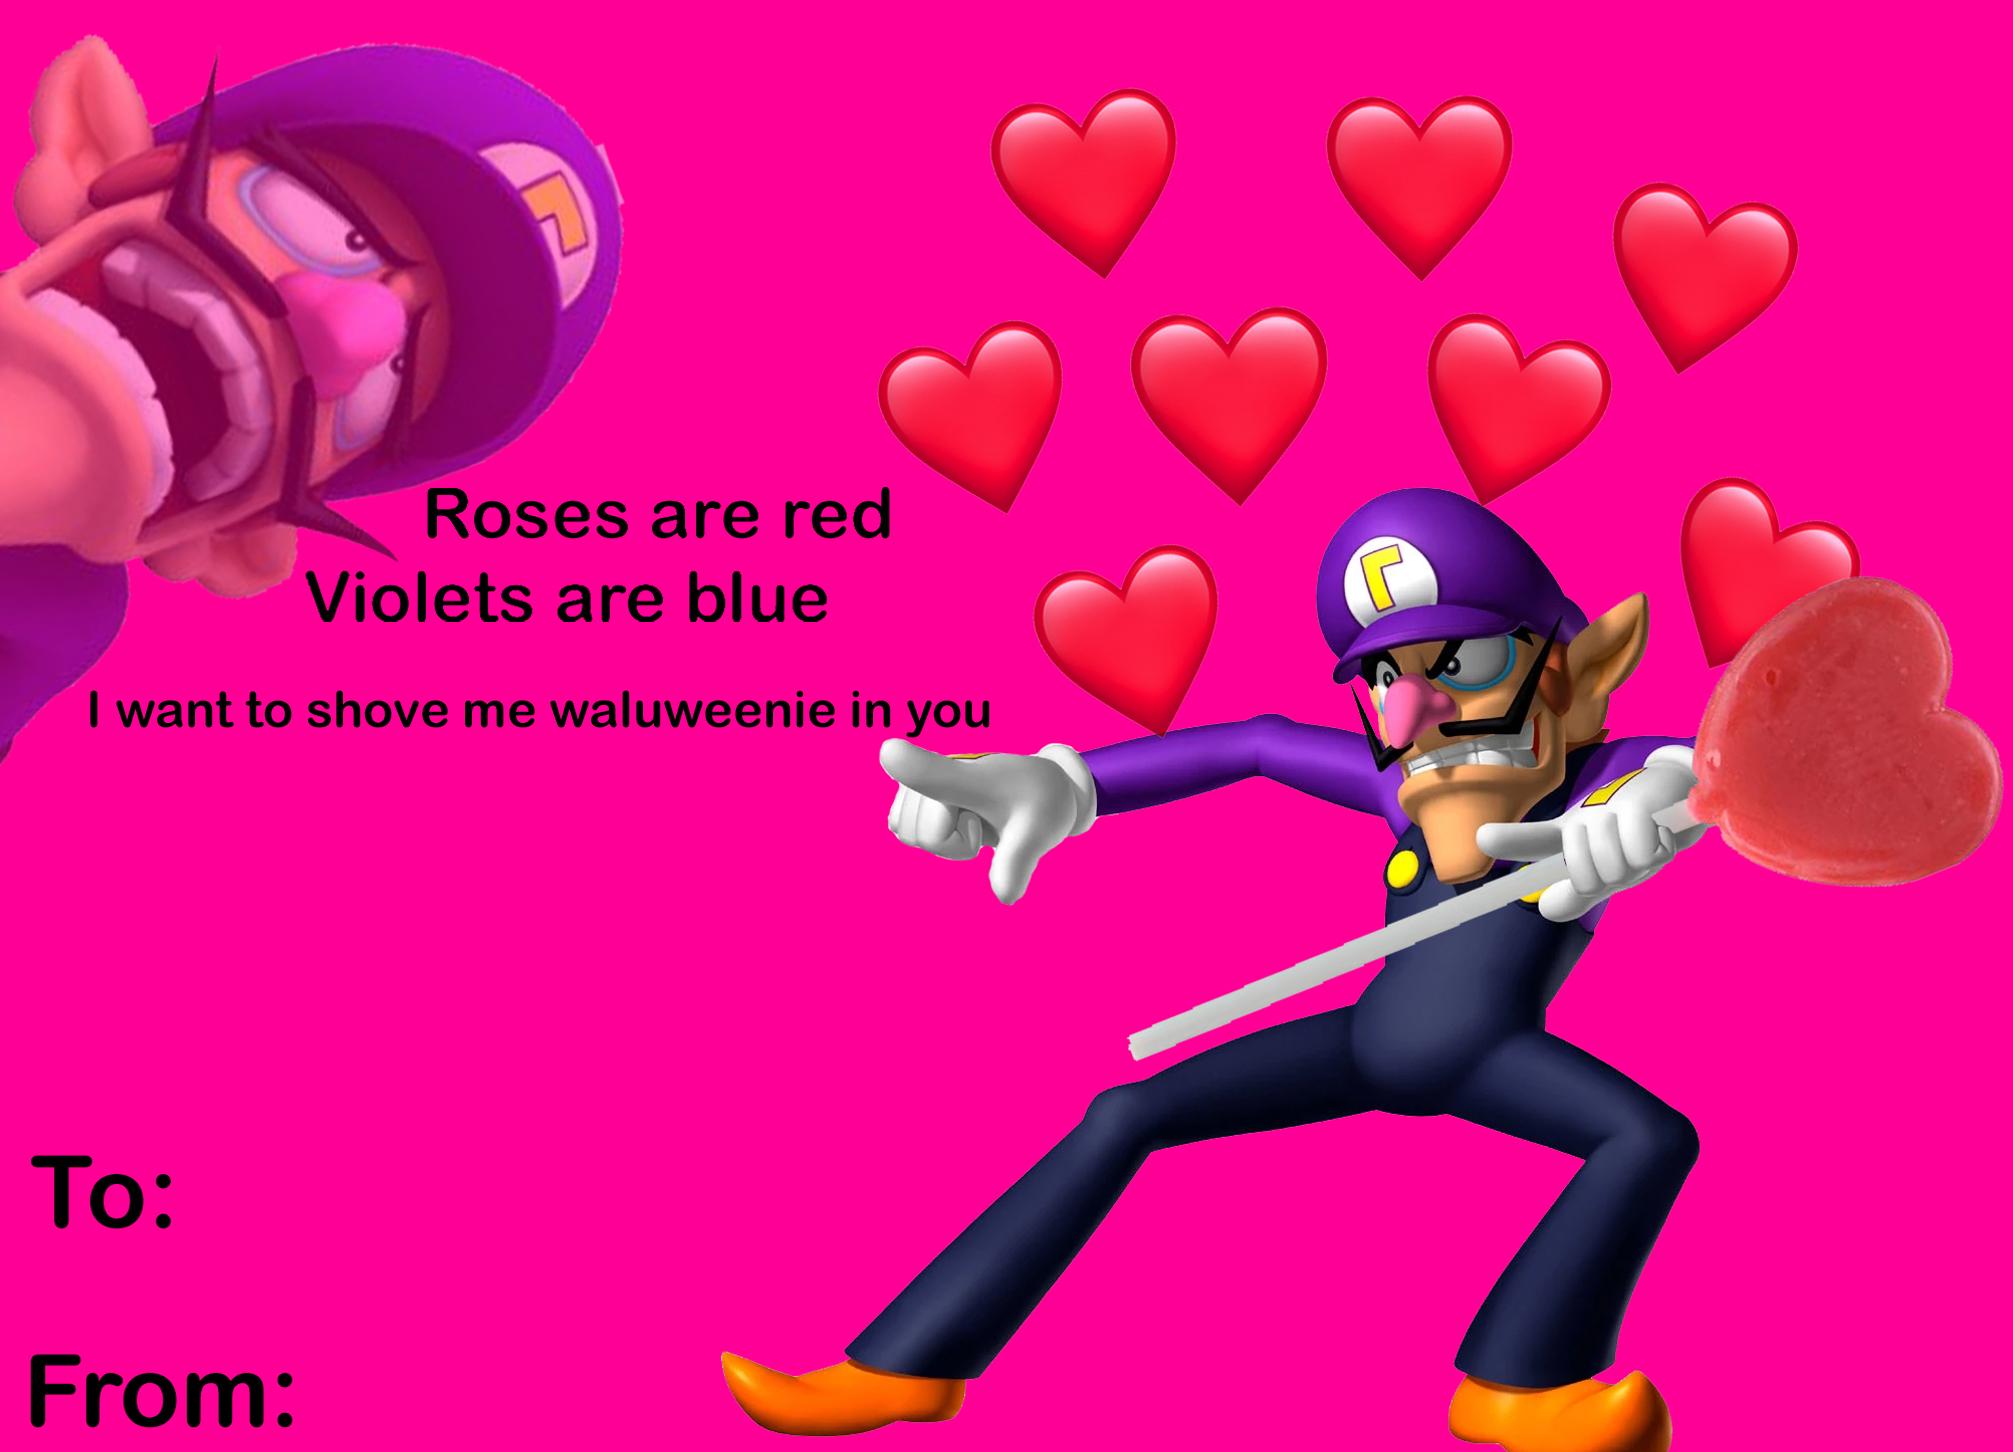 Roses are red
Violets are blue
I want to shove me waluweenie in you
To:
From: